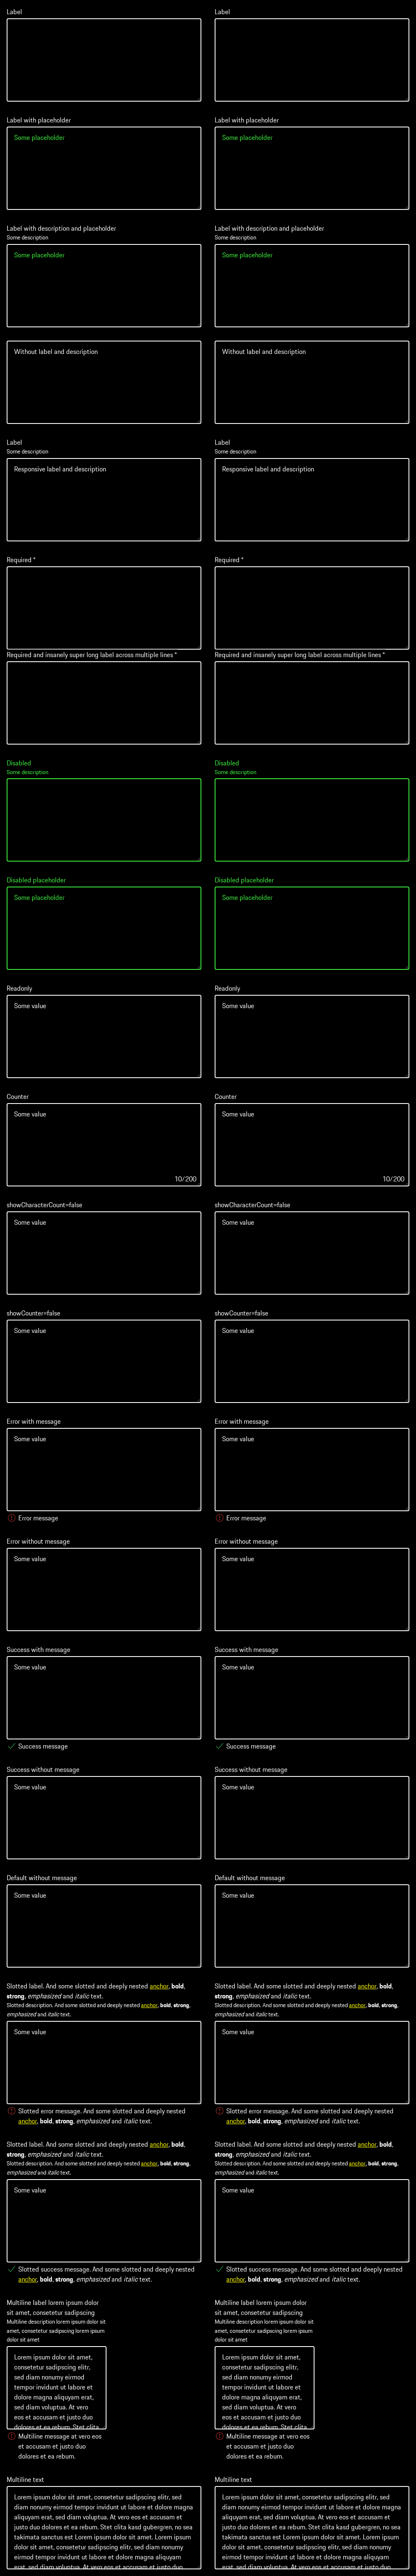 Label
Label
Label with placeholder
Label with placeholder
Some placeholder
Some placeholder
Label with description and placeholder
Label with description and placeholder
Some description
Some description
Some placeholder
Some placeholder
Without label and description
Without label and description
Label
Label
Some description
Some description
Responsive label and description
Responsive label and description
Required *
Required *
Required and insanely super long label across multiple lines *
Required and insanely super long label across multiple lines *
Disabled
Disabled
Some description
Some description
Disabled placeholder
Disabled placeholder
Some placeholder
Some placeholder
Readonly
Readonly
Some value
Some value
Counter
Counter
Some value
Some value
10/200
10/200
showCharacterCount=false
showCharacterCount=false
Some value
Some value
showCounter=false
showCounter=false
Some value
Some value
Error with message
Error with message
Some value
Some value
Error message
Error message
Error without message
Error without message
Some value
Some value
Success with message
Success with message
Some value
Some value
Success message
Success message
Success without message
Success without message
Some value
Some value
Default without message
Default without message
Some value
Some value
Slotted label. And some slotted and deeply nested anchor, bold,
strong, emphasized and italic text.
Slotted description. And some slotted and deeply nested anchor, bold, strong,
emphasized and italic text.
Some value
Slotted error message. And some slotted and deeply nested
anchor, bold, strong, emphasized and italic text.
Slotted label. And some slotted and deeply nested anchor, bold,
strong, emphasized and italic text.
Slotted description. And some slotted and deeply nested anchor, bold, strong,
emphasized and italic text.
Some value
Slotted error message. And some slotted and deeply nested
anchor, bold, strong, emphasized and italic text.
Slotted label. And some slotted and deeply nested anchor, bold,
strong, emphasized and italic text.
Slotted description. And some slotted and deeply nested anchor, bold, strong,
emphasized and italic text.
Some value
Slotted success message. And some slotted and deeply nested
anchor, bold, strong, emphasized and italic text.
Slotted label. And some slotted and deeply nested anchor, bold,
strong, emphasized and italic text.
Slotted description. And some slotted and deeply nested anchor, bold, strong,
emphasized and italic text.
Some value
Slotted success message. And some slotted and deeply nested
anchor, bold, strong, emphasized and italic text.
Multiline label lorem ipsum dolor
sit amet, consetetur sadipscing
Multiline description lorem ipsum dolor sit
amet, consetetur sadipscing lorem ipsum
dolor sit amet
Lorem ipsum dolor sit amet,
consetetur sadipscing elitr,
sed diam nonumy eirmod
tempor invidunt ut labore et
dolore magna aliquyam erat,
sed diam voluptua. At vero
eos et accusam et justo duo
dolores et ea rebum. Stet clita
Multiline message at vero eos
et accusam et justo duo
dolores et ea rebum.
Multiline label lorem ipsum dolor
sit amet, consetetur sadipscing
Multiline description lorem ipsum dolor sit
amet, consetetur sadipscing lorem ipsum
dolor sit amet
Lorem ipsum dolor sit amet,
consetetur sadipscing elitr,
sed diam nonumy eirmod
tempor invidunt ut labore et
dolore magna aliquyam erat,
sed diam voluptua. At vero
eos et accusam et justo duo
dolores et ea rebum. Stet clita
Multiline message at vero eos
et accusam et justo duo
dolores et ea rebum.
Multiline text
Lorem ipsum dolor sit amet, consetetur sadipscing elitr, sed
diam nonumy eirmod tempor invidunt ut labore et dolore magna
aliquyam erat, sed diam voluptua. At vero eos et accusam et
justo duo dolores et ea rebum. Stet clita kasd gubergren, no sea
takimata sanctus est Lorem ipsum dolor sit amet. Lorem ipsum
dolor sit amet, consetetur sadipscing elitr, sed diam nonumy
eirmod tempor invidunt ut labore et dolore magna aliquyam
erat, sed diam voluptua. At vero eos et accusam et justo duo
Multiline text
Lorem ipsum dolor sit amet, consetetur sadipscing elitr, sed
diam nonumy eirmod tempor invidunt ut labore et dolore magna
aliquyam erat, sed diam voluptua. At vero eos et accusam et
justo duo dolores et ea rebum. Stet clita kasd gubergren, no sea
takimata sanctus est Lorem ipsum dolor sit amet. Lorem ipsum
dolor sit amet, consetetur sadipscing elitr, sed diam nonumy
eirmod tempor invidunt ut labore et dolore magna aliquyam
erat, sed diam voluptua. At vero eos et accusam et justo duo